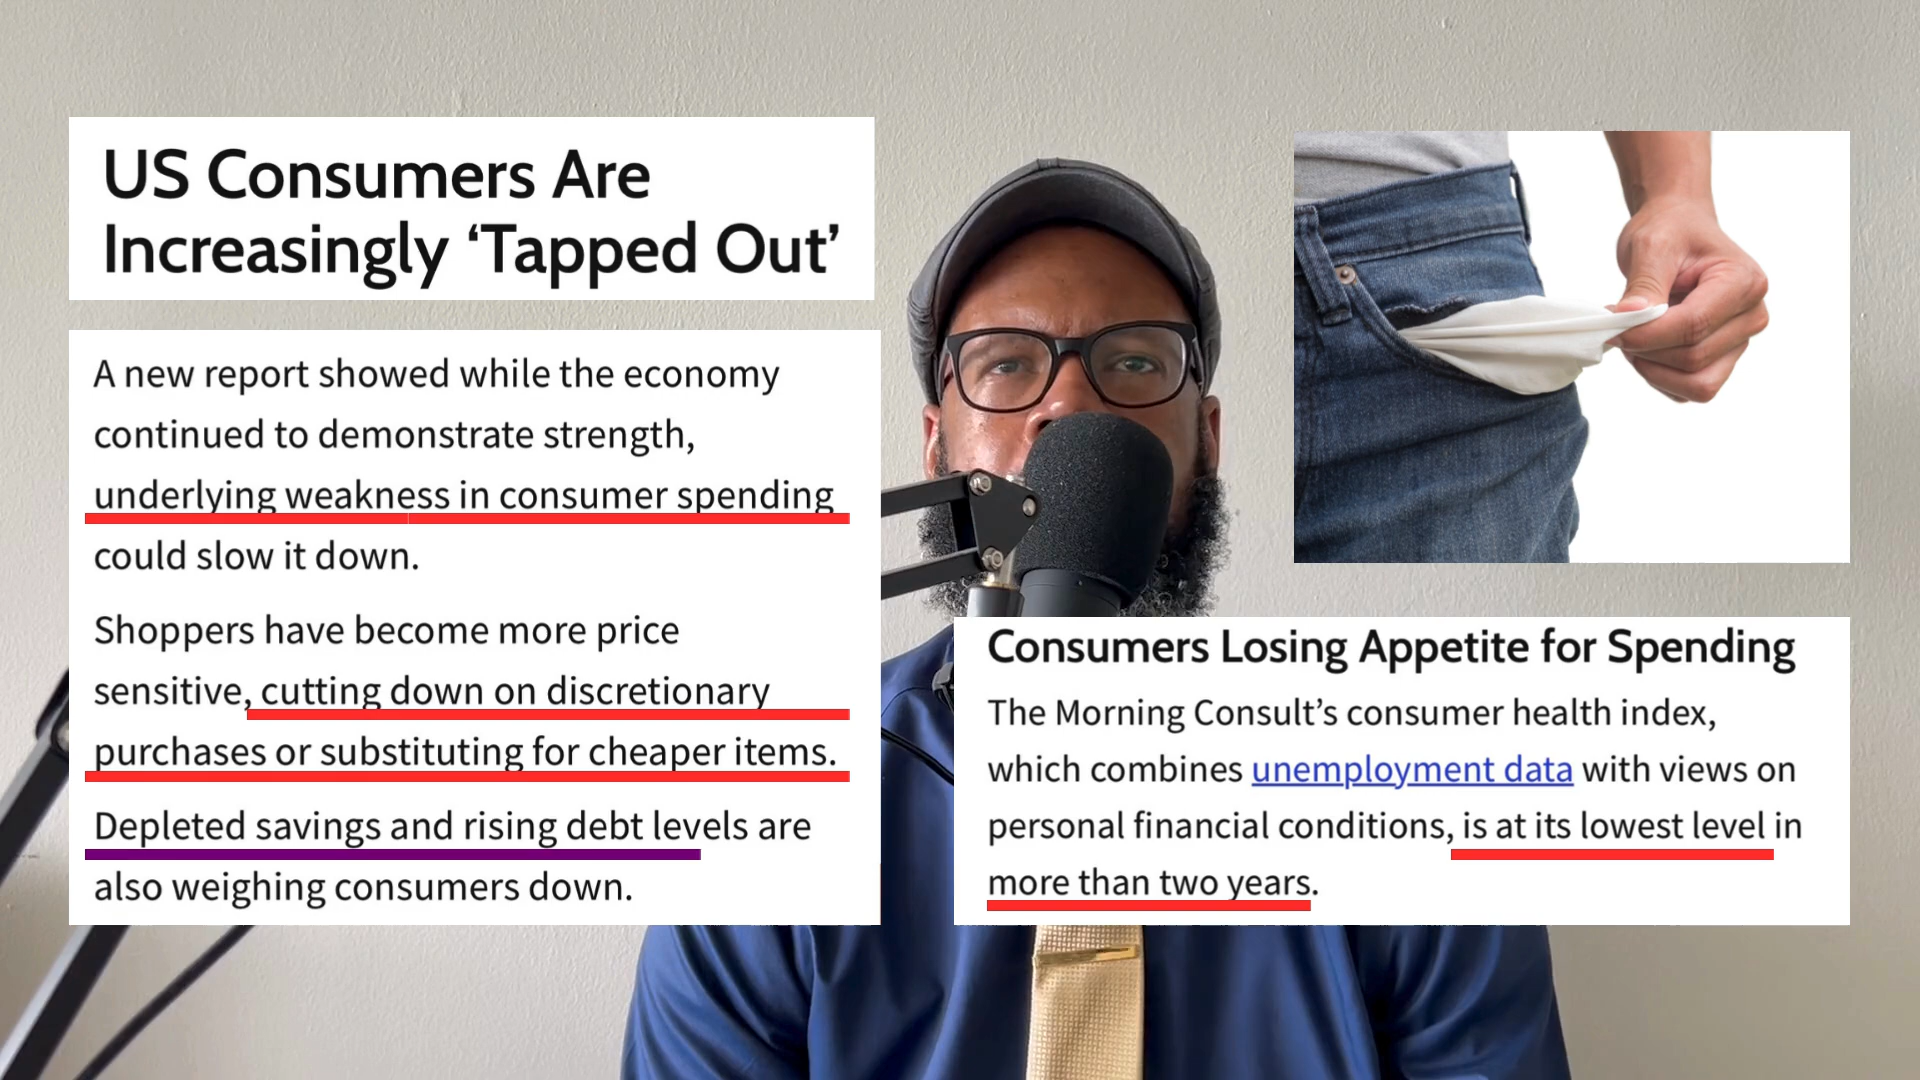 US Consumers Are
Increasingly ‘Tapped Out’
A new report showed while the economy
continued to demonstrate strength,
underlying weakness in consumer spending
could slow it down.
Shoppers have become more price
sensitive, cutting down on discretionary
purchases or substituting for cheaper items.
Depleted savings and rising debt levels are
also weighing consumers down.
Consumers Losing Appetite for Spending
The Morning Consult’s consumer health index,
which combines unemployment data with views on
personal financial conditions, is at its lowest level in
more than two years.